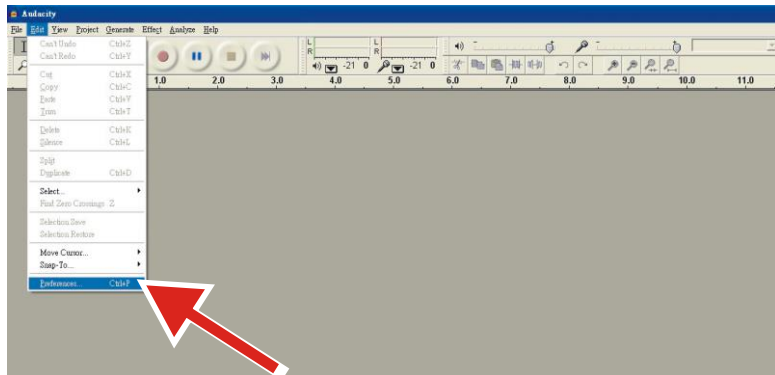 Audacity
File Edit View Project Generate Effect Analyze Help
Can't Undo Ctrl+Z
Can't Redo Ctrl+Y
Cut Ctrl+X
Copy Ctrl+C
Paste Ctrl+V
Trim Ctrl+T
Delete Ctrl+K
Silence Ctrl+L
Split
Duplicate Ctrl+D
Select...
Find Zero Crossings Z
Selection Save
Selection Restore
Move Cursor...
Snap-To...
Preferences... Ctrl+P
L L
R R
-21 0 -21 0
1.0 2.0 3.0 4.0 5.0 6.0 7.0 8.0 9.0 10.0 11.0